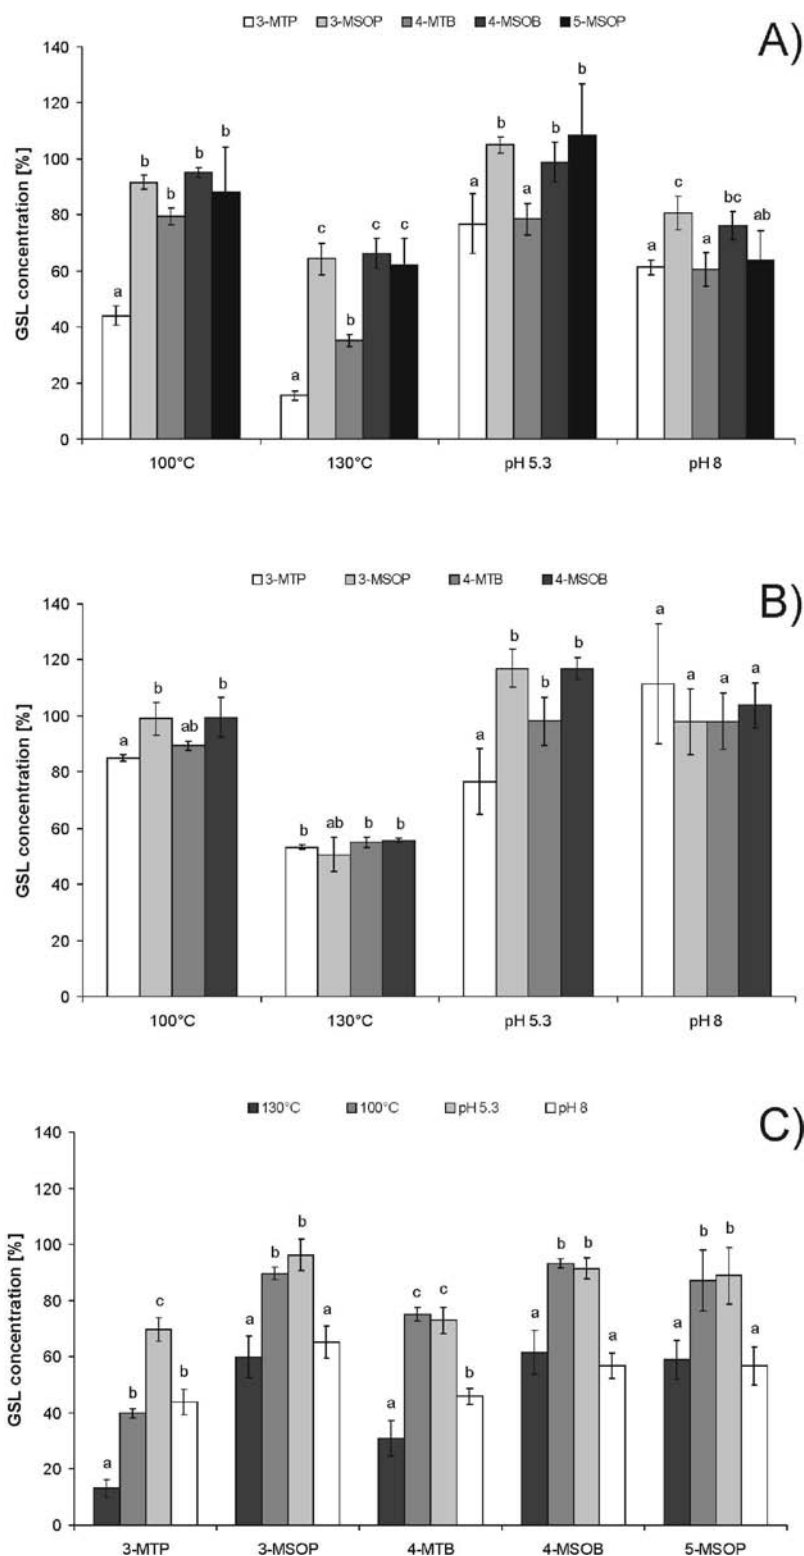 3-MTP 3-MSOP 4-MTB 4-MSOB 5-MSOP
A)
140
120
100
80
60
40
20
0
GSL concentration [%]
a b b b b
a c b c c
a b a b b
a c a bc ab
100°C 130°C pH 5.3 pH 8
3-MTP 3-MSOP 4-MTB 4-MSOB
B)
140
120
100
80
60
40
20
0
GSL concentration [%]
a b ab b
b ab b b
a b b b
a a a a
100°C 130°C pH 5.3 pH 8
130°C 100°C pH 5.3 pH 8
C)
140
120
100
80
60
40
20
0
GSL concentration [%]
a b c b
a b b a
a c c b
a b b a
a b b a
3-MTP 3-MSOP 4-MTB 4-MSOB 5-MSOP